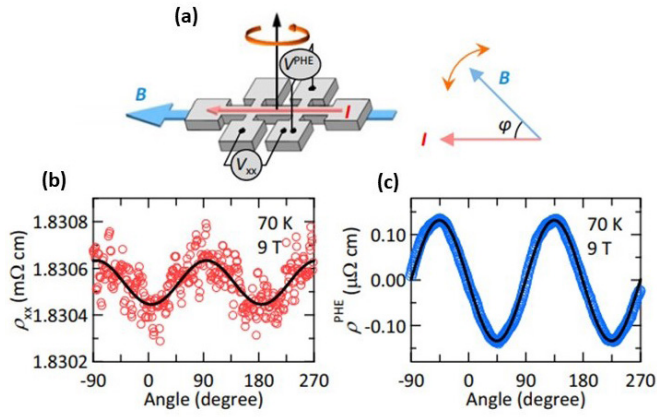 (a)
V^PHE
B
I
V_xx
B
I
φ
(b)
1.8308
1.8306
1.8304
1.8302
ρ_xx (mΩ cm)
70 K
9 T
-90 0 90 180 270
Angle (degree)
(c)
0.10
0.00
-0.10
ρ^PHE (μΩ cm)
70 K
9 T
-90 0 90 180 270
Angle (degree)